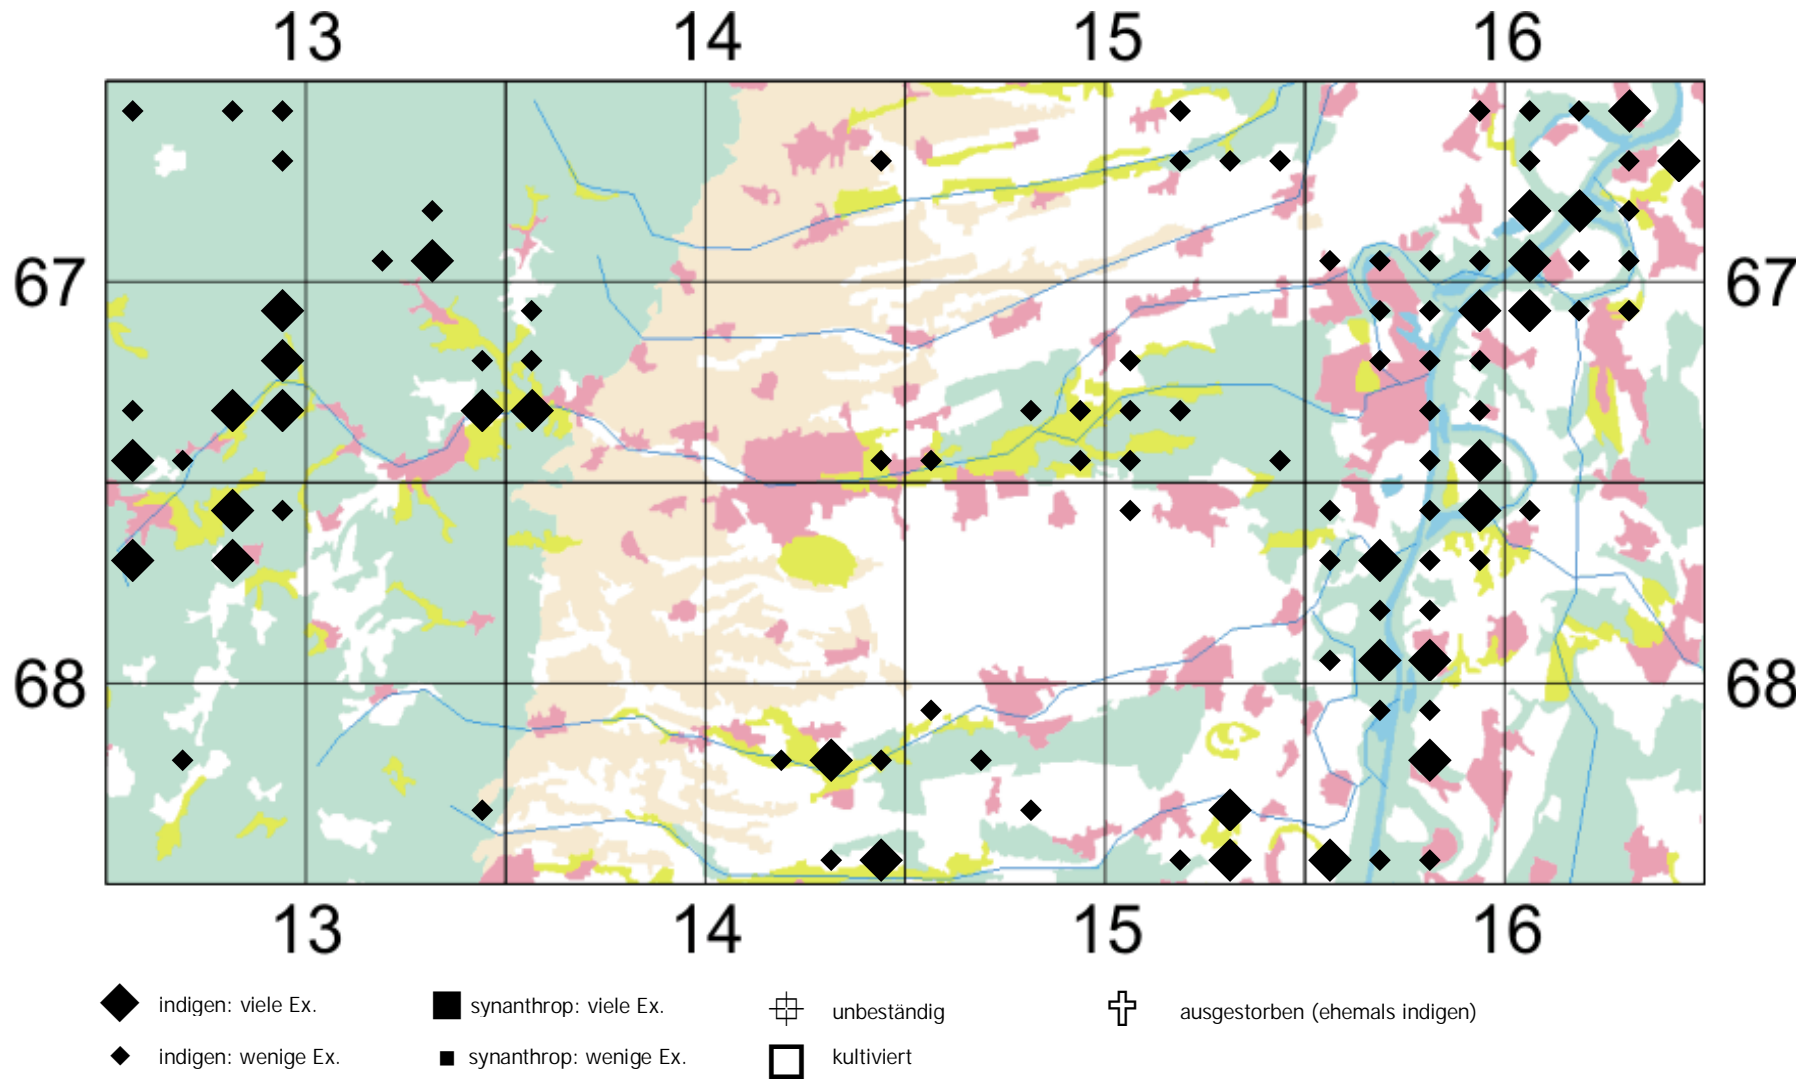 13 14 15 16
67 67
68 68
13 14 15 16
indigen: viele Ex. synanthrop: viele Ex. unbeständig ausgestorben (ehemals indigen)
indigen: wenige Ex. synanthrop: wenige Ex. kultiviert